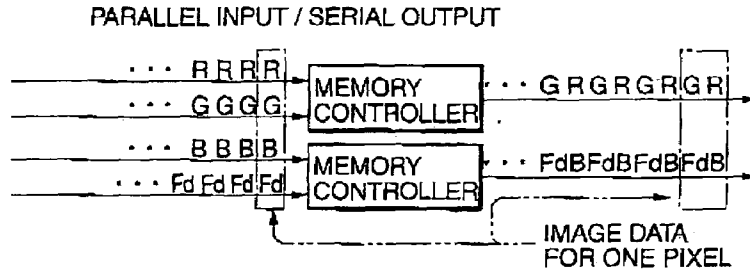 PARALLEL INPUT / SERIAL OUTPUT
· · · R R R R
· · · G G G G
MEMORY
CONTROLLER
· · G R G R G R G R
· · · B B B B
· · · Fd Fd Fd Fd
MEMORY
CONTROLLER
· · · FdBFdBFdBFdB
IMAGE DATA
FOR ONE PIXEL